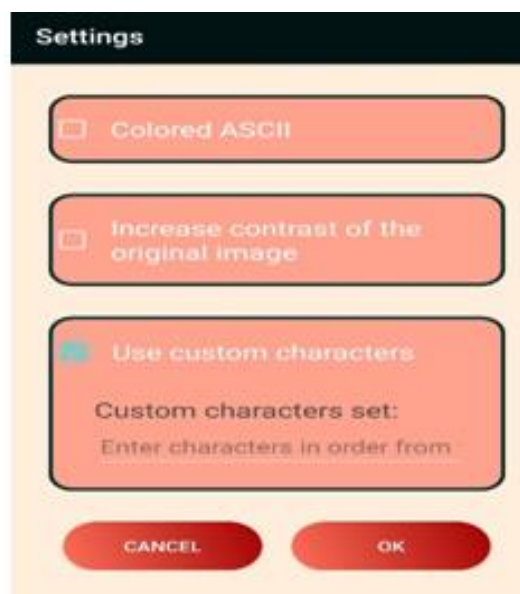 Settings
Colored ASCII
Increase contrast of the
original image
Use custom characters
Custom characters set:
Enter characters in order from
CANCEL
OK